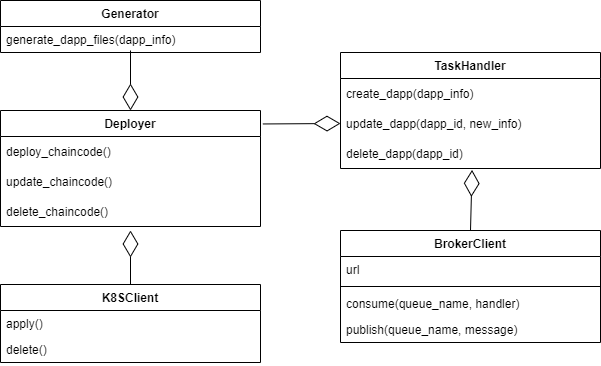 Generator
generate_dapp_files(dapp_info)
Deployer
deploy_chaincode()
update_chaincode()
delete_chaincode()
K8SClient
apply()
delete()
TaskHandler
create_dapp(dapp_info)
update_dapp(dapp_id, new_info)
delete_dapp(dapp_id)
BrokerClient
url
consume(queue_name, handler)
publish(queue_name, message)